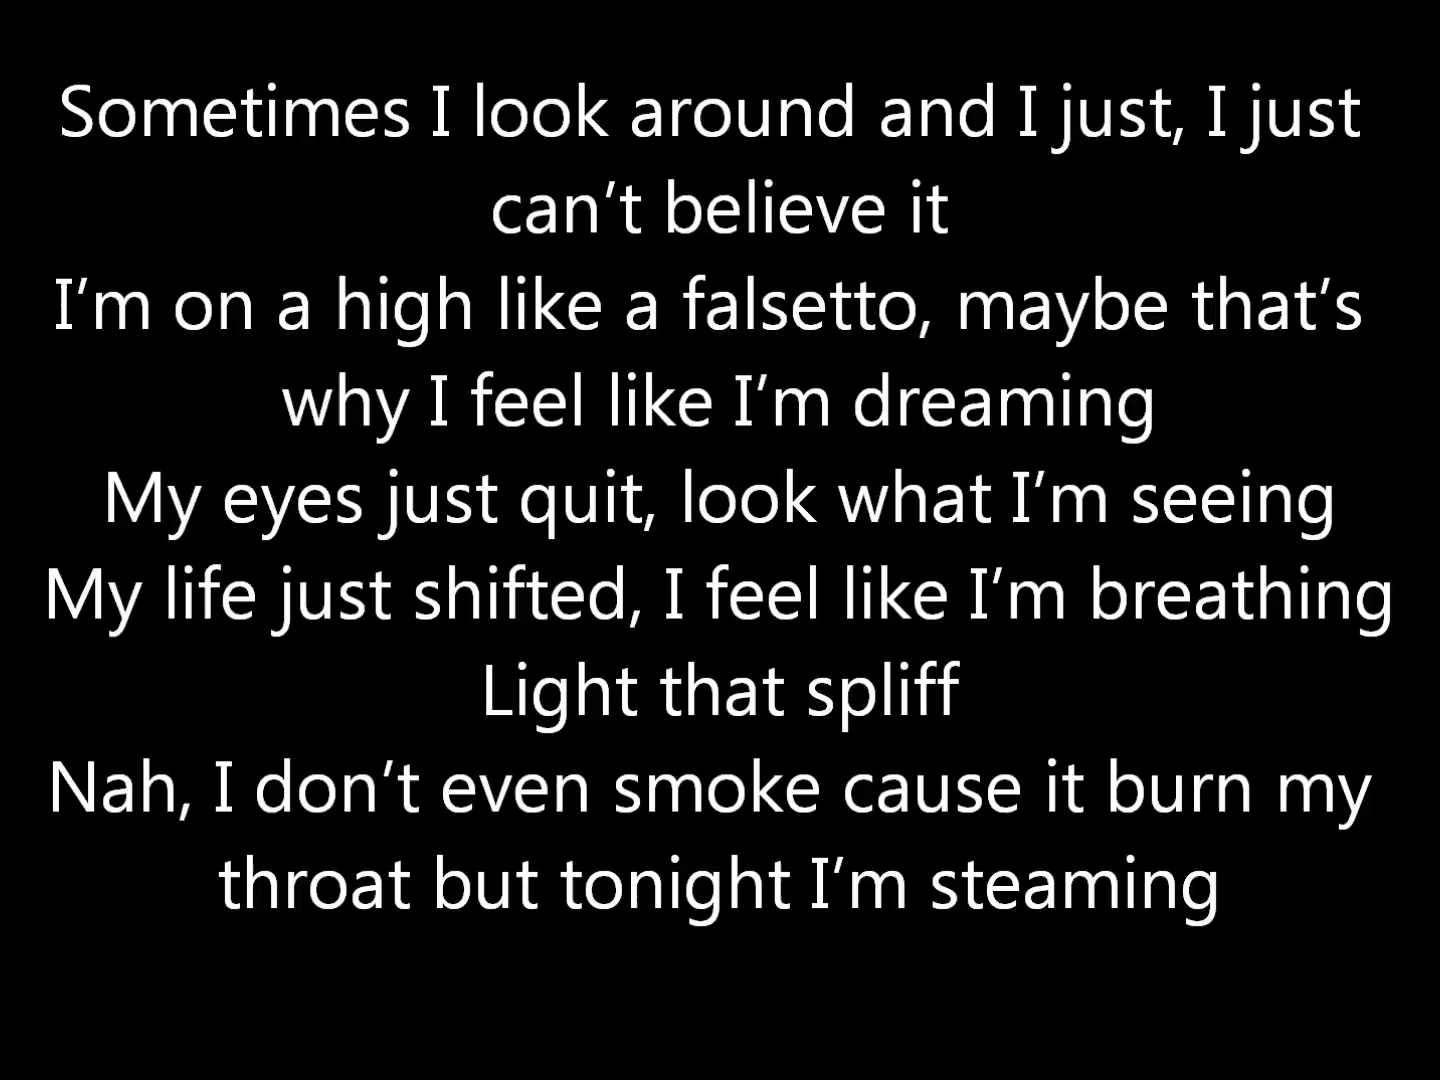 Sometimes I look around and I just, I just
can’t believe it
I’m on a high like a falsetto, maybe that’s
why I feel like I’m dreaming
My eyes just quit, look what I’m seeing
My life just shifted, I feel like I’m breathing
Light that spliff
Nah, I don’t even smoke cause it burn my
throat but tonight I’m steaming